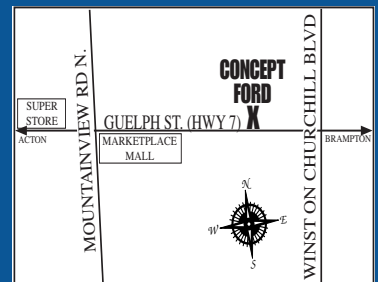 CONCEPT
FORD
X
SUPER
STORE
GUELPH ST. (HWY 7)
ACTON
MARKETPLACE
MALL
BRAMPTON
MOUNTAINVIEW RD N.
WINST ON CHURCHILL BLVD
N
W
E
S